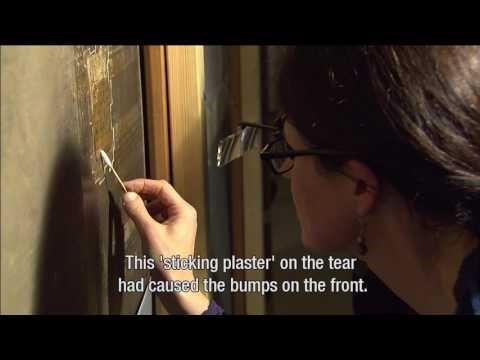 This 'sticking plaster' on the tear
had caused the bumps on the front.